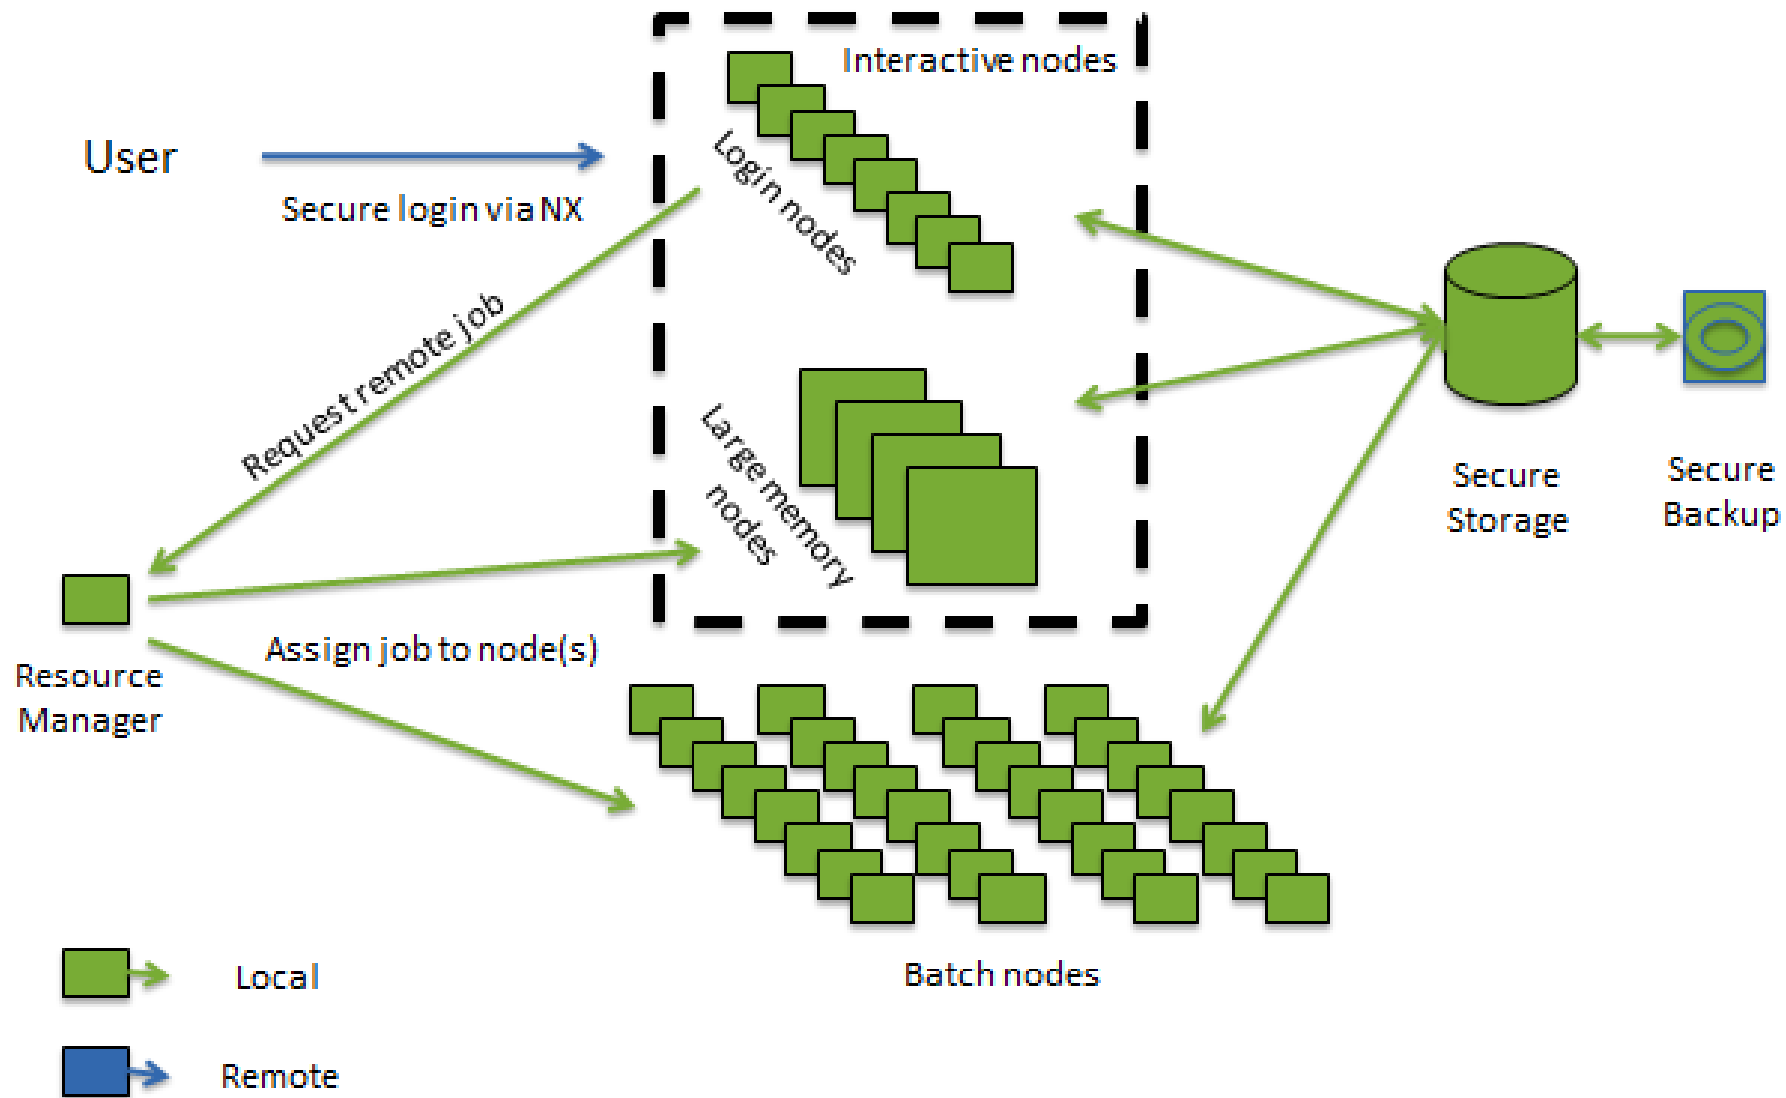 Interactive nodes
User
Secure login via NX
Login nodes
Request remote job
Large memory
nodes
Secure
Storage
Secure
Backup
Assign job to node(s)
Resource
Manager
Batch nodes
Local
Remote